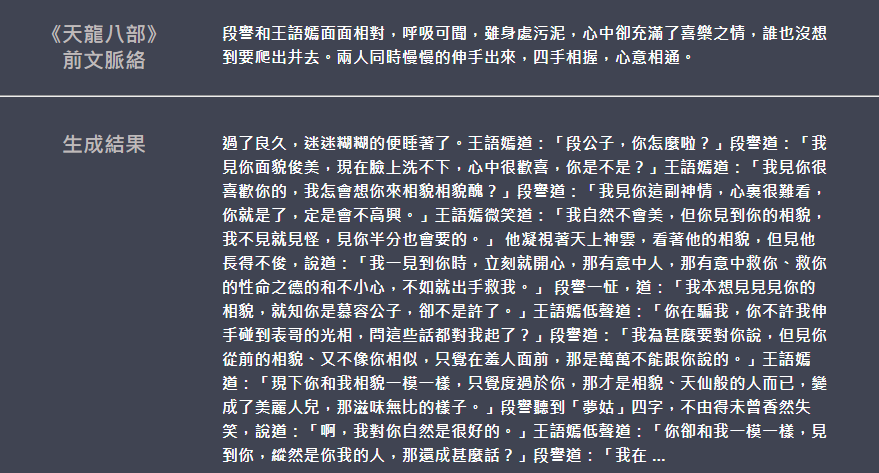 《天龍八部》
前文脈絡
段譽和王語嫣面面相對，呼吸可聞，雖身處污泥，心中卻充滿了喜樂之情，誰也沒想
到要爬出井去。兩人同時慢慢的伸手出來，四手相握，心意相通。
生成結果
過了良久，迷迷糊糊的便睡著了。王語嫣道：「段公子，你怎麼啦？」段譽道：「我
見你面貌俊美，現在臉上洗不下，心中很歡喜，你是不是？」王語嫣道：「我見你很
喜歡你的，我怎會想你來相貌相貌醜？」段譽道：「我見你這副神情，心裏很難看，
你就是了，定是會不高興。」王語嫣微笑道：「我自然不會美，但你見到你的相貌，
我不見就見怪，見你半分也會要的。」 他凝視著天上神雲，看著他的相貌，但見他
長得不俊，說道：「我一見到你時，立刻就開心，那有意中人，那有意中救你、救你
的性命之德的和不小心，不如就出手救我。」 段譽一怔，道：「我本想見見見你的
相貌，就知你是慕容公子，卻不是許了。」王語嫣低聲道：「你在騙我，你不許我伸
手碰到表哥的光相，問這些話都對我起了？」段譽道：「我為甚麼要對你說，但見你
從前的相貌、又不像你相似，只覺在羞人面前，那是萬萬不能跟你說的。」王語嫣
道：「現下你和我相貌一模一樣，只覺度過於你，那才是相貌、天仙般的人而已，變
成了美麗人兒，那滋味無比的樣子。」段譽聽到「夢姑」四字，不由得未曾香然失
笑，說道：「啊，我對你自然是很好的。」王語嫣低聲道：「你卻和我一模一樣，見
到你，縱然是你我的人，那還成甚麼話？」段譽道：「我在 ...